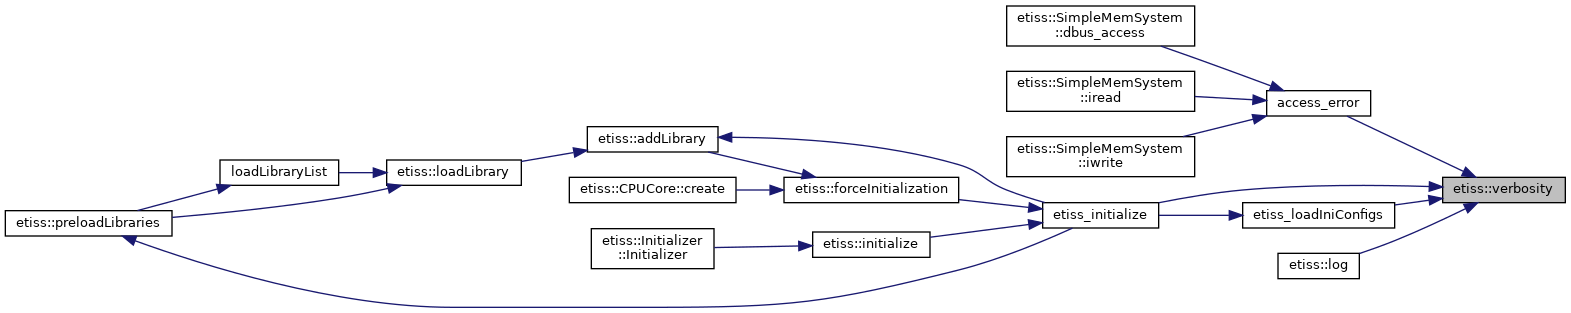 etiss::SimpleMemSystem
::dbus_access
etiss::SimpleMemSystem
::iread
access_error
etiss::addLibrary
etiss::SimpleMemSystem
::iwrite
loadLibraryList
etiss::loadLibrary
etiss::CPUCore::create
etiss::forceInitialization
etiss::verbosity
etiss::preloadLibraries
etiss_initialize
etiss_loadIniConfigs
etiss::Initializer
::Initializer
etiss::initialize
etiss::log